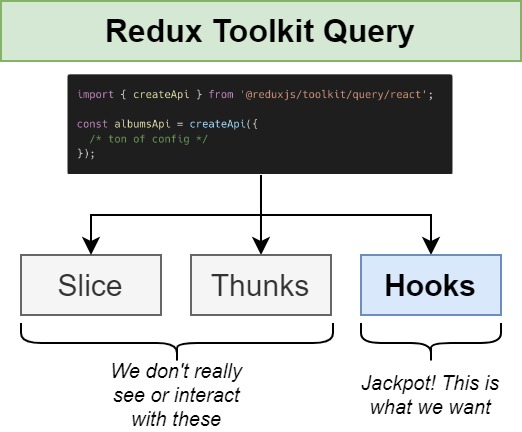 Redux Toolkit Query
import { createApi } from '@reduxjs/toolkit/query/react';
const albumsApi = createApi({
/* ton of config */
});
Slice
Thunks
Hooks
We don't really
see or interact
with these
Jackpot! This is
what we want